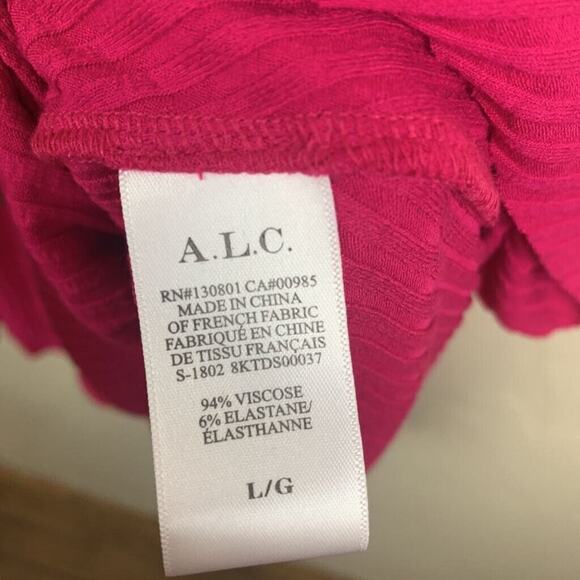 A.L.C.
RN#130801 CA#00985
MADE IN CHINA
OF FRENCH FABRIC
FABRIQUÉ EN CHINE
DE TISSU FRANÇAIS
S-1802 8KTDS00037
94% VISCOSE
6% ELASTANE/
ÉLASTHANNE
L/G